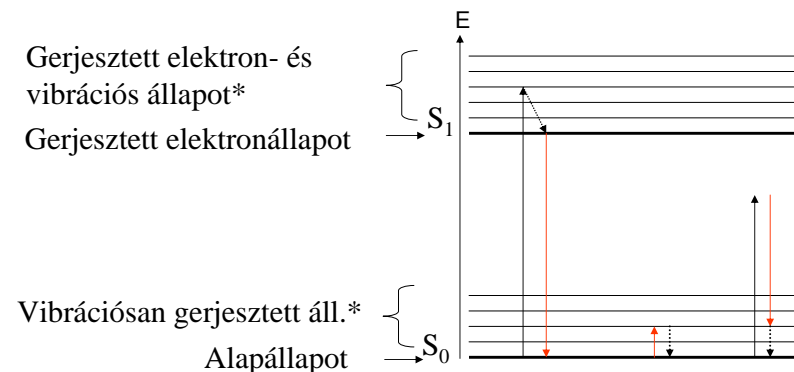 E
Gerjesztett elektron- és
vibrációs állapot*
Gerjesztett elektronállapot
S₁
Vibrációsan gerjesztett áll.*
Alapállapot
S₀